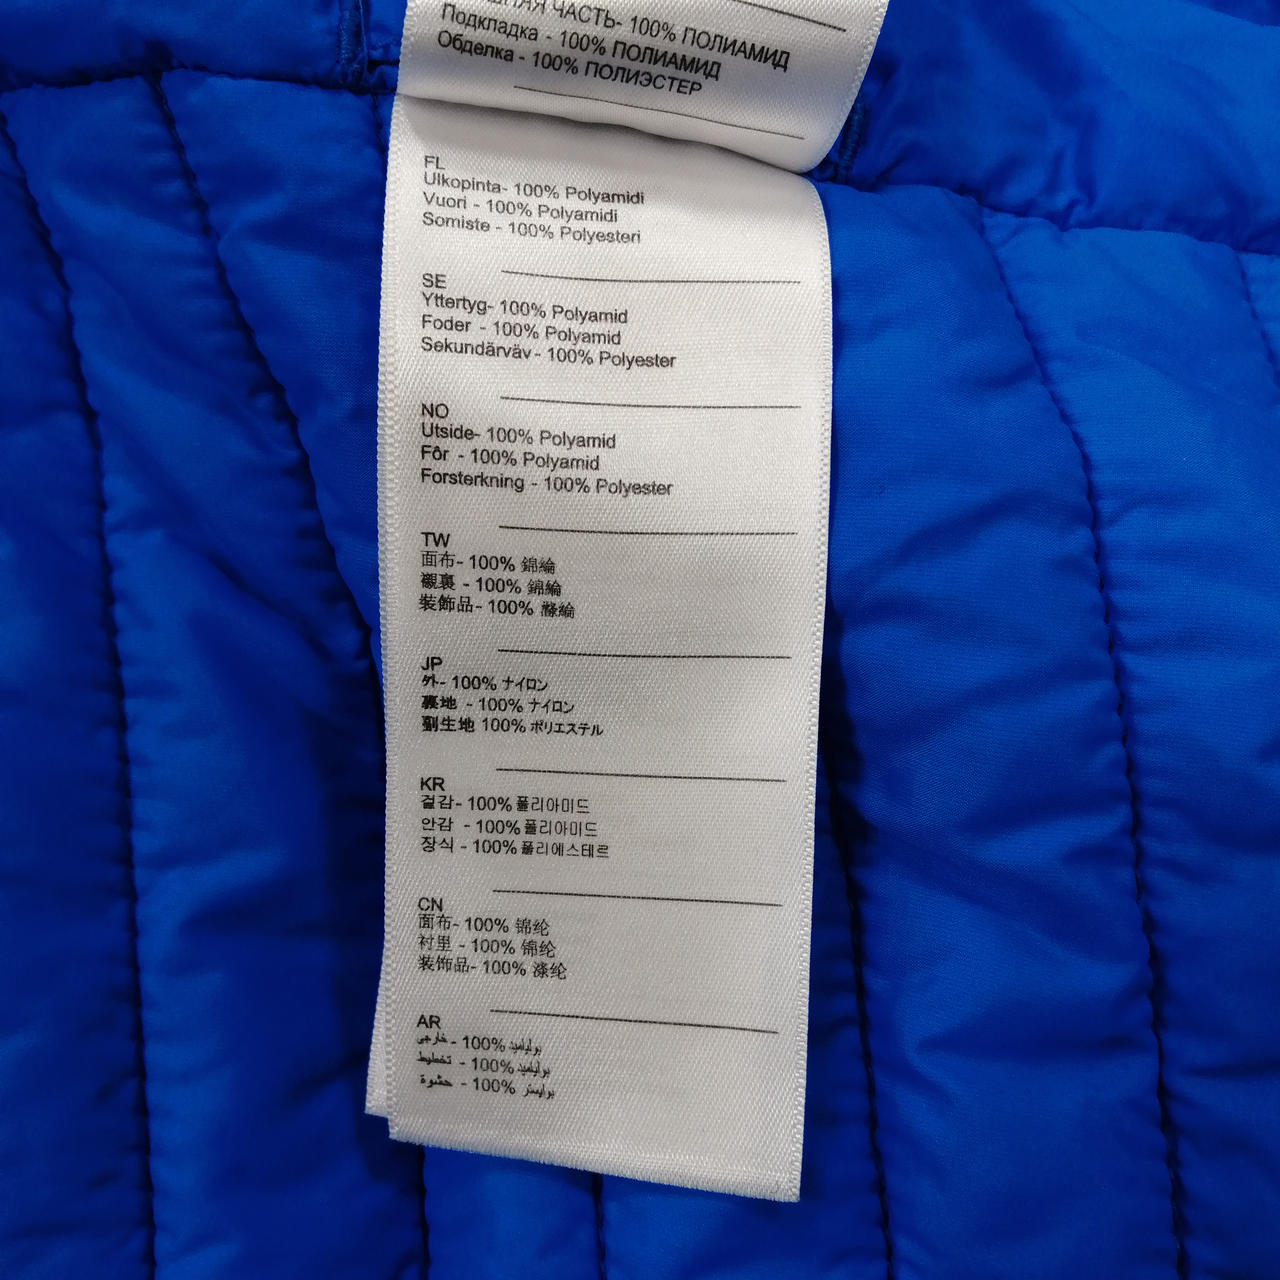 ЧАСТЬ- 100% ПОЛИАМИД
Подкладка - 100% ПОЛИАМИД
Обделка - 100% ПОЛИЭСТЕР
FL
Ulkopinta- 100% Polyamidi
Vuori - 100% Polyamidi
Somiste - 100% Polyesteri
SE
Yttertyg- 100% Polyamid
Foder - 100% Polyamid
Sekundärväv - 100% Polyester
NO
Utside- 100% Polyamid
Fôr - 100% Polyamid
Forsterkning - 100% Polyester
TW
面布- 100% 錦綸
襯裏 - 100% 錦綸
裝飾品- 100% 滌綸
JP
外- 100% ナイロン
裏地 - 100% ナイロン
生地 100% ポリエステル
KR
겉감- 100% 폴리아미드
안감 - 100% 폴리아미드
장식 - 100% 폴리에스테르
CN
面布- 100% 锦纶
衬里 - 100% 锦纶
装饰品- 100% 涤纶
AR
خارجى - 100% بولياميد
تخطيط - 100% بولياميد
حشوة - 100% بوليستر